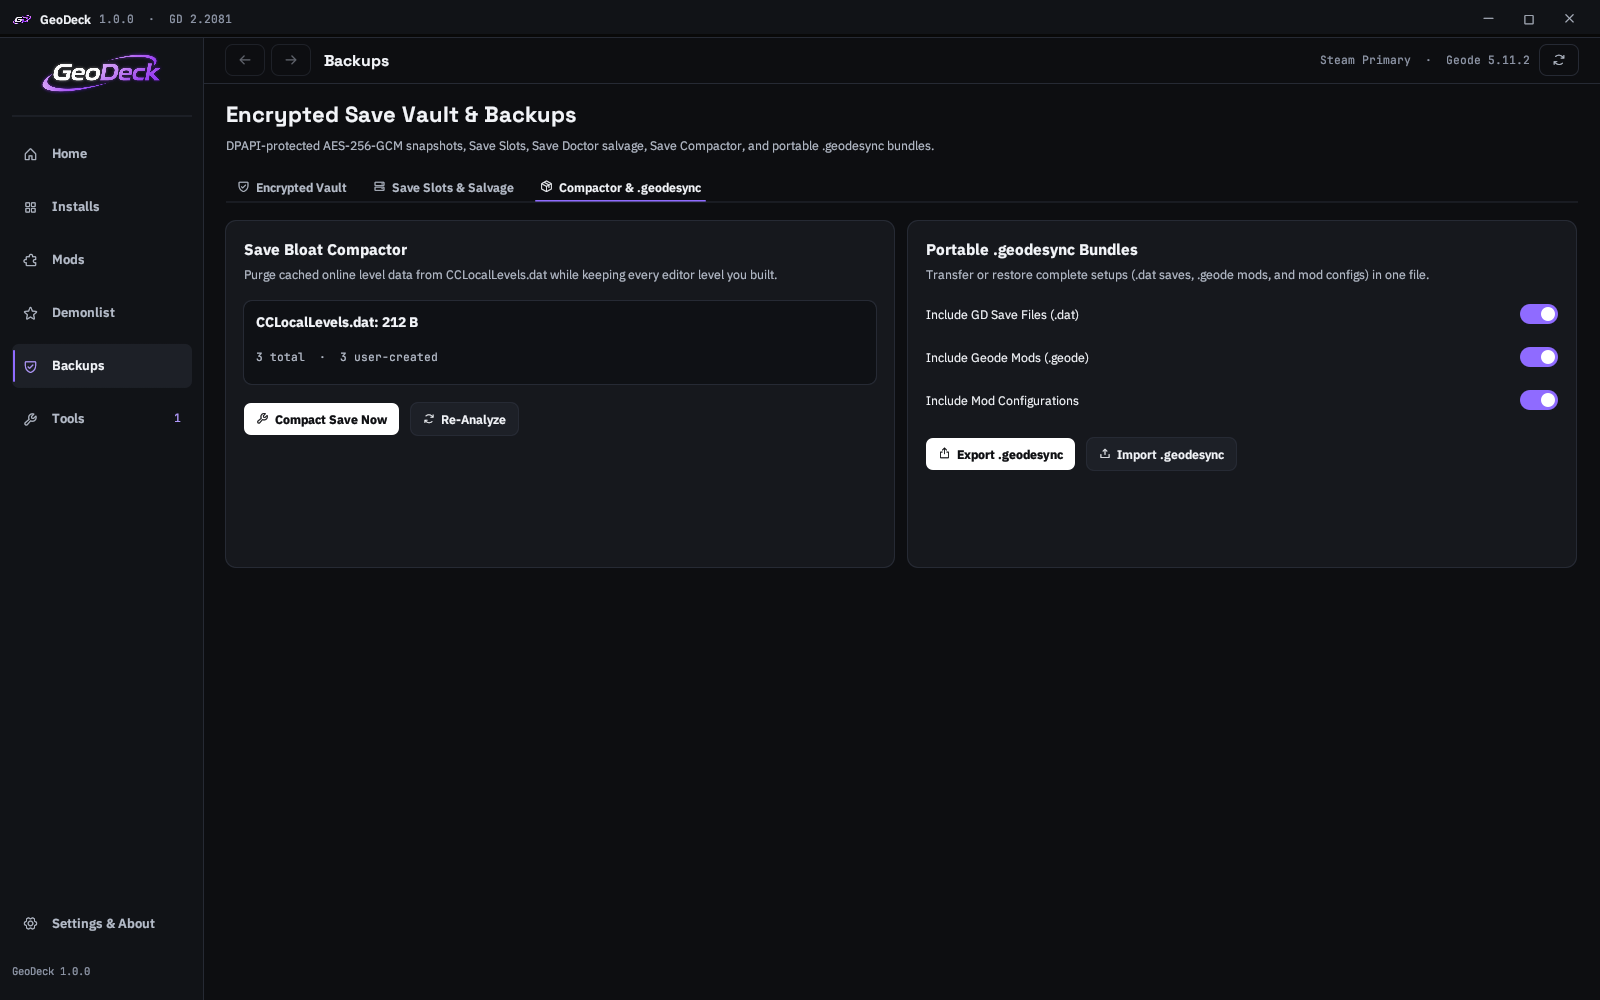 GeoDeck 1.0.0 · GD 2.2081
GeoDeck
Home
Installs
Mods
Demonlist
Backups
Tools 1
Settings & About
GeoDeck 1.0.0
Backups
Steam Primary · Geode 5.11.2
Encrypted Save Vault & Backups
DPAPI-protected AES-256-GCM snapshots, Save Slots, Save Doctor salvage, Save Compactor, and portable .geodesync bundles.
Encrypted Vault Save Slots & Salvage Compactor & .geodesync
Save Bloat Compactor
Purge cached online level data from CCLocalLevels.dat while keeping every editor level you built.
CCLocalLevels.dat: 212 B
3 total · 3 user-created
Compact Save Now Re-Analyze
Portable .geodesync Bundles
Transfer or restore complete setups (.dat saves, .geode mods, and mod configs) in one file.
Include GD Save Files (.dat)
Include Geode Mods (.geode)
Include Mod Configurations
Export .geodesync Import .geodesync